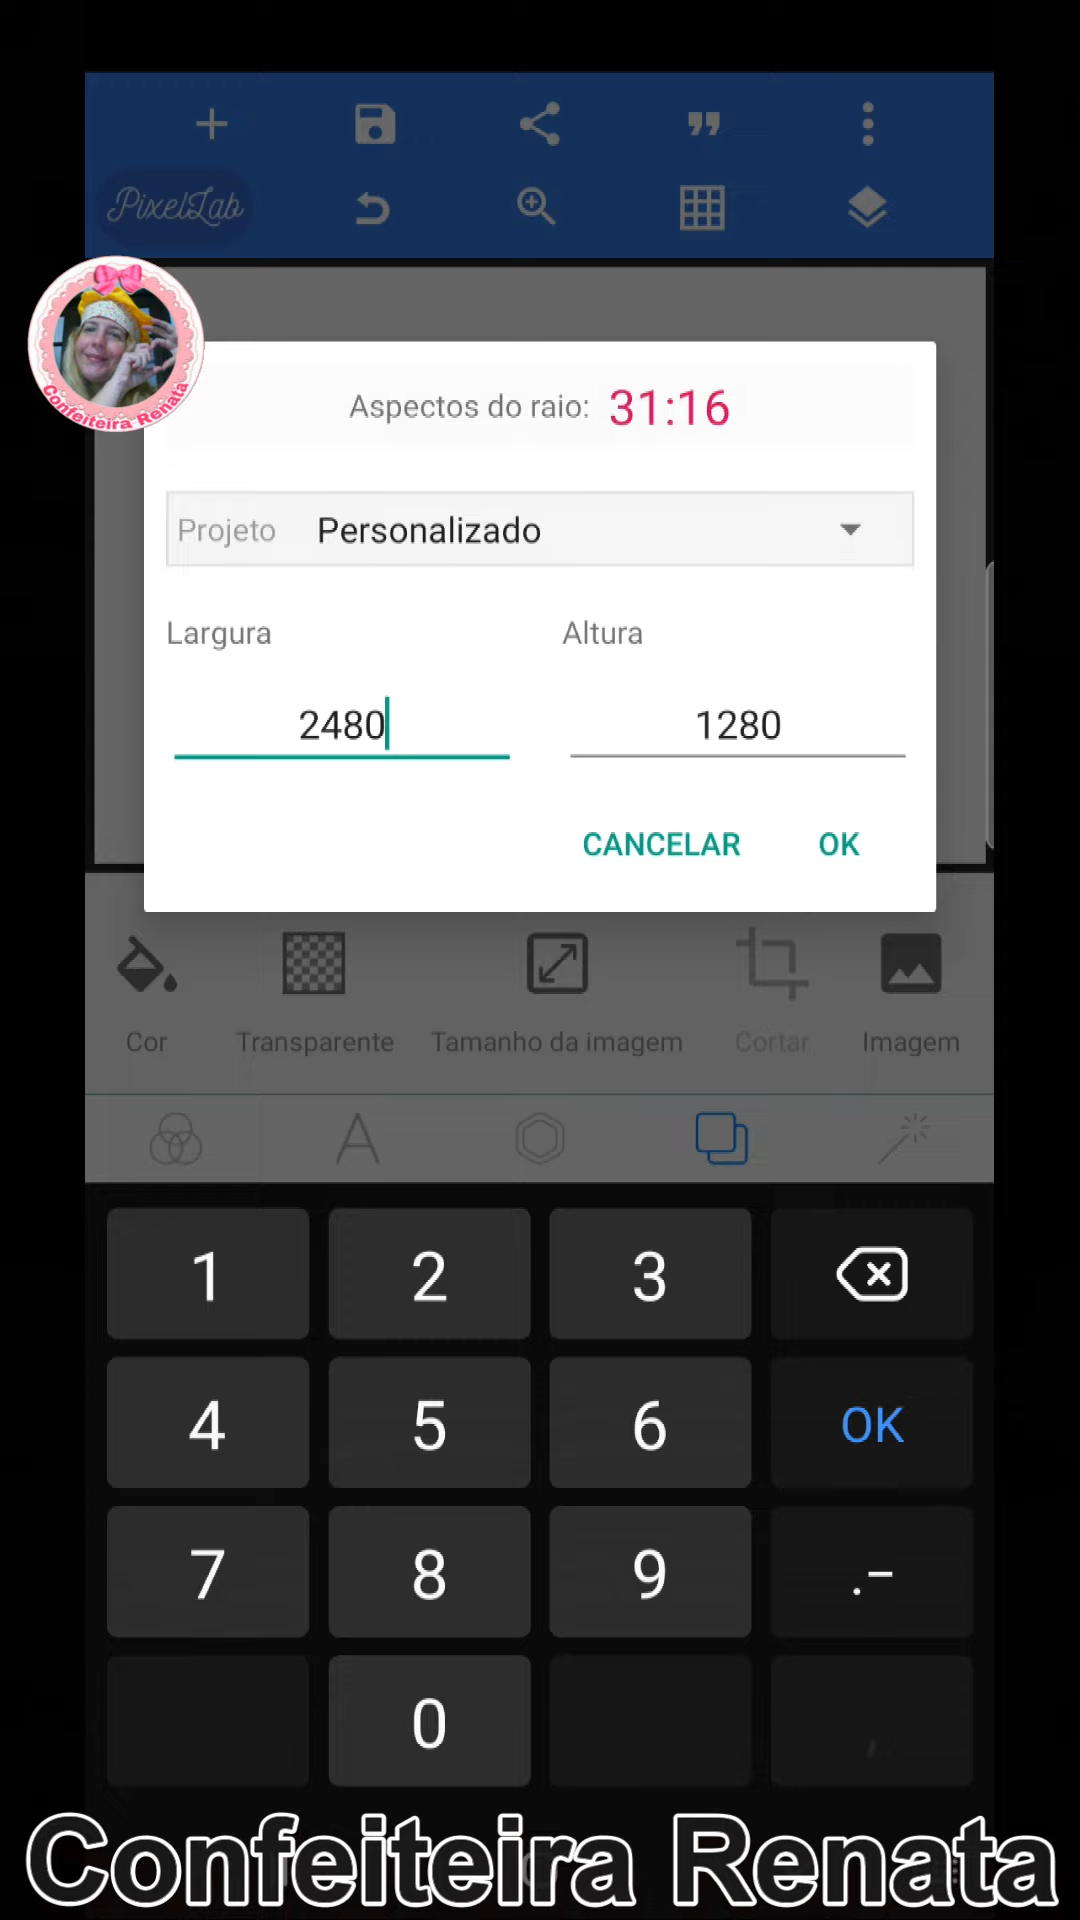 PixelLab
Confeiteira Renata
Aspectos do raio: 31:16
Projeto Personalizado
Largura Altura
2480 1280
CANCELAR OK
Cor Transparente Tamanho da imagem Cortar Imagem
1 2 3
4 5 6 OK
7 8 9 .-
0 ,
Confeiteira Renata